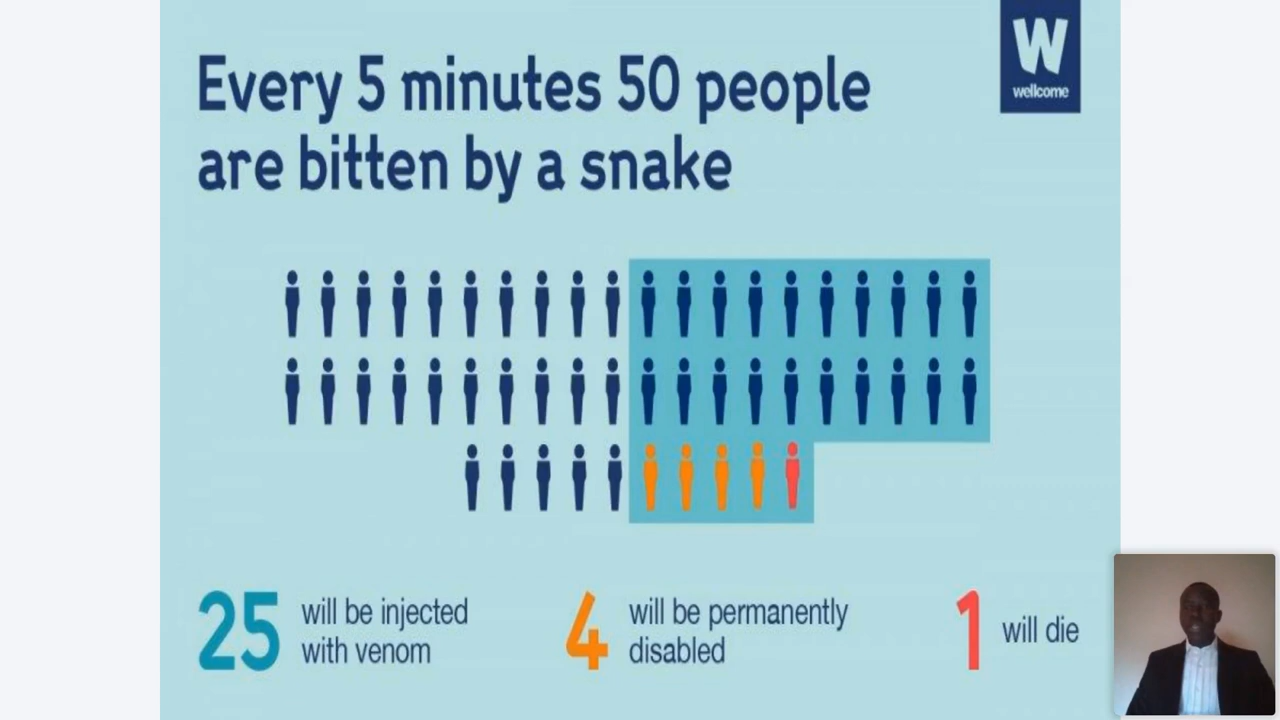 Every 5 minutes 50 people
are bitten by a snake
W
wellcome
25 will be injected
with venom
4 will be permanently
disabled
1 will die